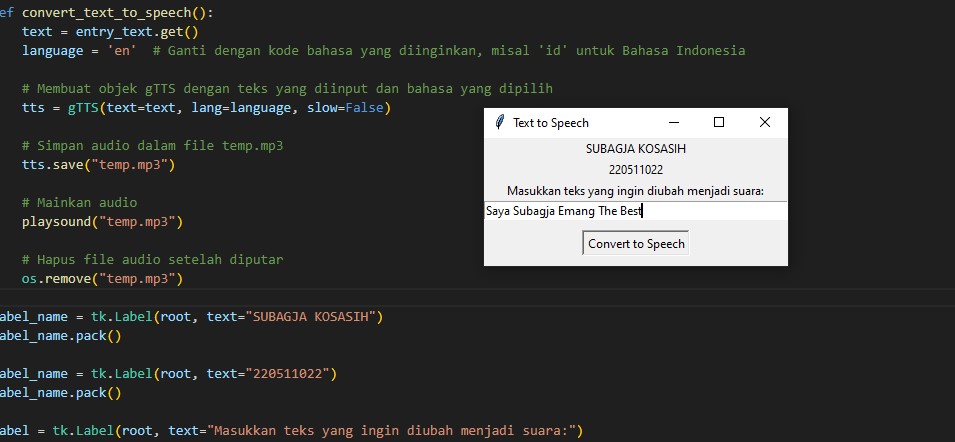 ef convert_text_to_speech():
text = entry_text.get()
language = 'en'  # Ganti dengan kode bahasa yang diinginkan, misal 'id' untuk Bahasa Indonesia
# Membuat objek gTTS dengan teks yang diinput dan bahasa yang dipilih
tts = gTTS(text=text, lang=language, slow=False)
# Simpan audio dalam file temp.mp3
tts.save("temp.mp3")
# Mainkan audio
playsound("temp.mp3")
# Hapus file audio setelah diputar
os.remove("temp.mp3")
abel_name = tk.Label(root, text="SUBAGJA KOSASIH")
abel_name.pack()
abel_name = tk.Label(root, text="220511022")
abel_name.pack()
abel = tk.Label(root, text="Masukkan teks yang ingin diubah menjadi suara:")
Text to Speech
SUBAGJA KOSASIH
220511022
Masukkan teks yang ingin diubah menjadi suara:
Saya Subagja Emang The Best
Convert to Speech